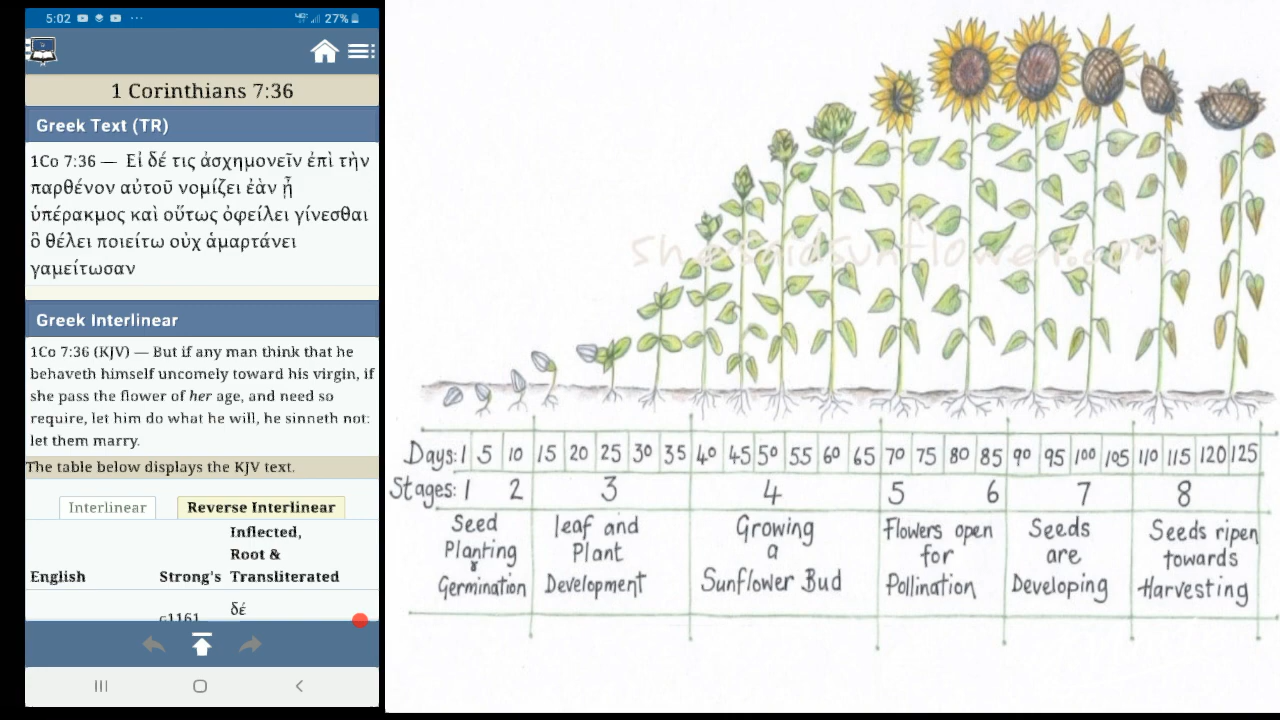 5:02
27%
1 Corinthians 7:36
Greek Text (TR)
1Co 7:36 — Εἰ δέ τις ἀσχημονεῖν ἐπὶ τὴν
παρθένον αὐτοῦ νομίζει ἐὰν ᾖ
ὑπέρακμος καὶ οὕτως ὀφείλει γίνεσθαι
ὃ θέλει ποιείτω οὐχ ἁμαρτάνει
γαμείτωσαν
Greek Interlinear
1Co 7:36 (KJV) — But if any man think that he
behaveth himself uncomely toward his virgin, if
she pass the flower of her age, and need so
require, let him do what he will, he sinneth not:
let them marry.
The table below displays the KJV text.
Interlinear Reverse Interlinear
Inflected,
Root &
English Strong's Transliterated
δέ
G1161
shesaidsunflower.com
Days: 1 5 10 15 20 25 30 35 40 45 50 55 60 65 70 75 80 85 90 95 100 105 110 115 120 125
Stages: 1 2 3 4 5 6 7 8
Seed Planting & Germination
leaf and Plant Development
Growing a Sunflower Bud
Flowers open for Pollination
Seeds are Developing
Seeds ripen towards Harvesting